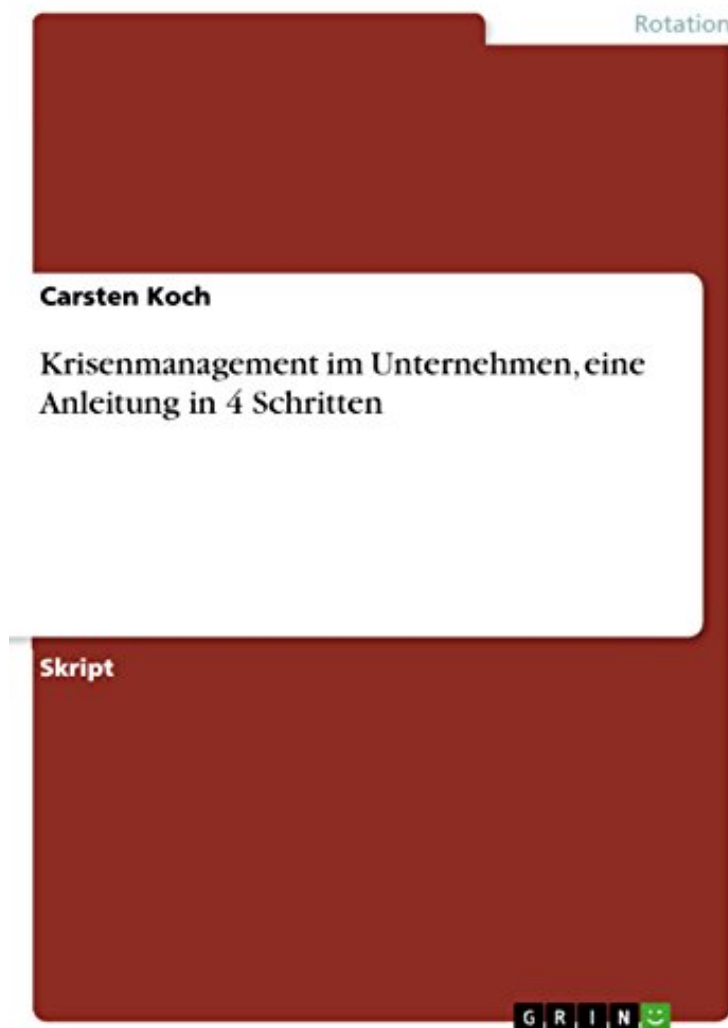 Rotation
Carsten Koch
Krisenmanagement im Unternehmen, eine
Anleitung in 4 Schritten
Skript
GRIN